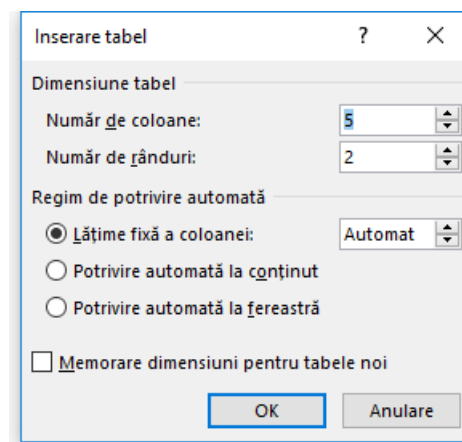 Inserare tabel ?
Dimensiune tabel
Număr de coloane: 5
Număr de rânduri: 2
Regim de potrivire automată
Lățime fixă a coloanei: Automat
Potrivire automată la conținut
Potrivire automată la fereastră
Memorare dimensiuni pentru tabele noi
OK Anulare